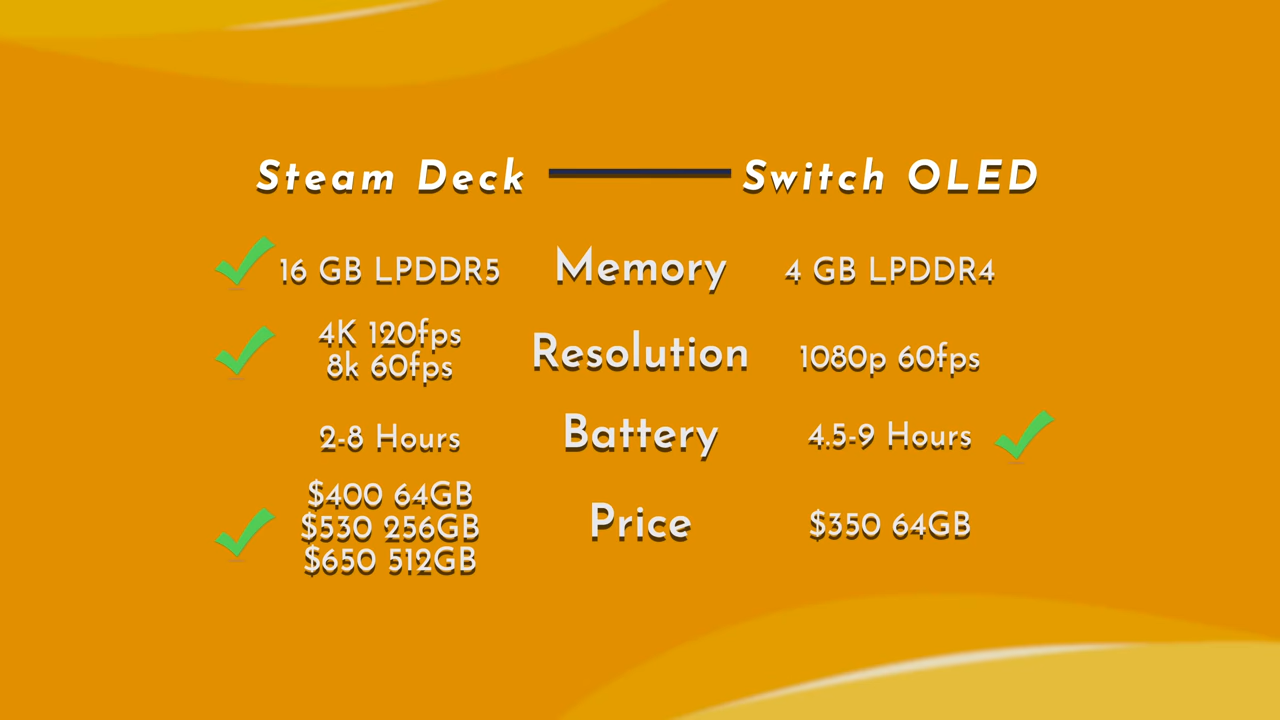 Steam Deck Switch OLED
16 GB LPDDR5 Memory 4 GB LPDDR4
4K 120fps
8k 60fps
Resolution 1080p 60fps
2-8 Hours Battery 4.5-9 Hours
$400 64GB
$530 256GB
$650 512GB
Price $350 64GB